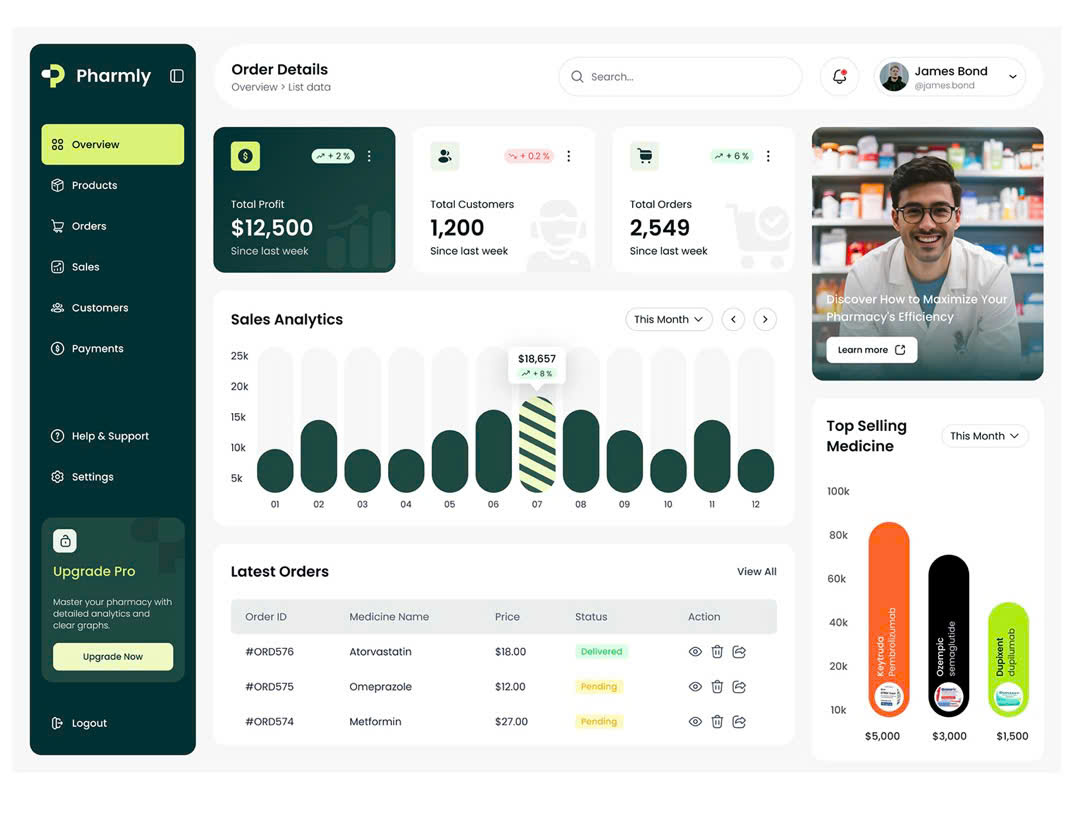 Pharmly
Overview
Products
Orders
Sales
Customers
Payments
Help & Support
Settings
Upgrade Pro
Master your pharmacy with
detailed analytics and
clear graphs.
Upgrade Now
Logout
Order Details
Overview > List data
Search...
James Bond
@james.bond
$
+ 2 %
Total Profit
$12,500
Since last week
+ 0.2 %
Total Customers
1,200
Since last week
+ 6 %
Total Orders
2,549
Since last week
Discover How to Maximize Your
Pharmacy's Efficiency
Learn more
Sales Analytics
This Month
25k
20k
15k
10k
5k
$18,657
+ 8 %
01 02 03 04 05 06 07 08 09 10 11 12
Latest Orders
View All
Order ID Medicine Name Price Status Action
#ORD576 Atorvastatin $18.00 Delivered
#ORD575 Omeprazole $12.00 Pending
#ORD574 Metformin $27.00 Pending
Top Selling
Medicine
This Month
100k
80k
60k
40k
20k
10k
Keytruda
Pembrolizumab
Ozempic
semaglutide
Dupixent
dupilumab
$5,000 $3,000 $1,500